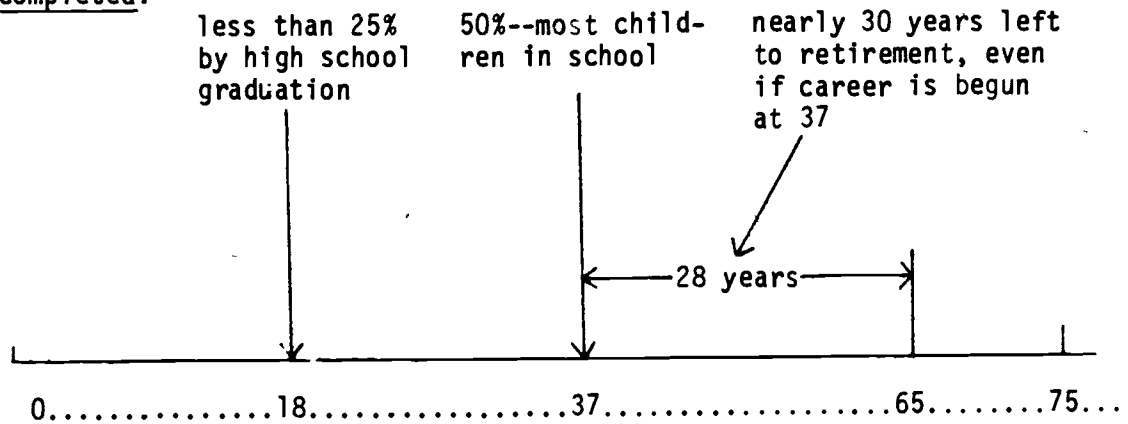 completed.
less than 25%
by high school
graduation
50%--most child-
ren in school
nearly 30 years left
to retirement, even
if career is begun
at 37
28 years
0...............18.................37....................65........75...